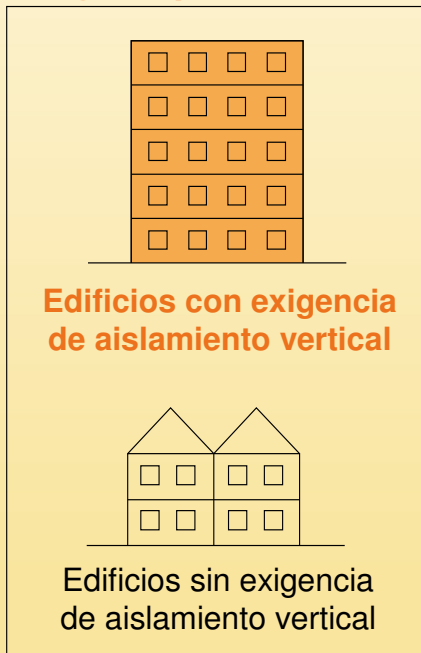 Edificios con exigencia
de aislamiento vertical
Edificios sin exigencia
de aislamiento vertical